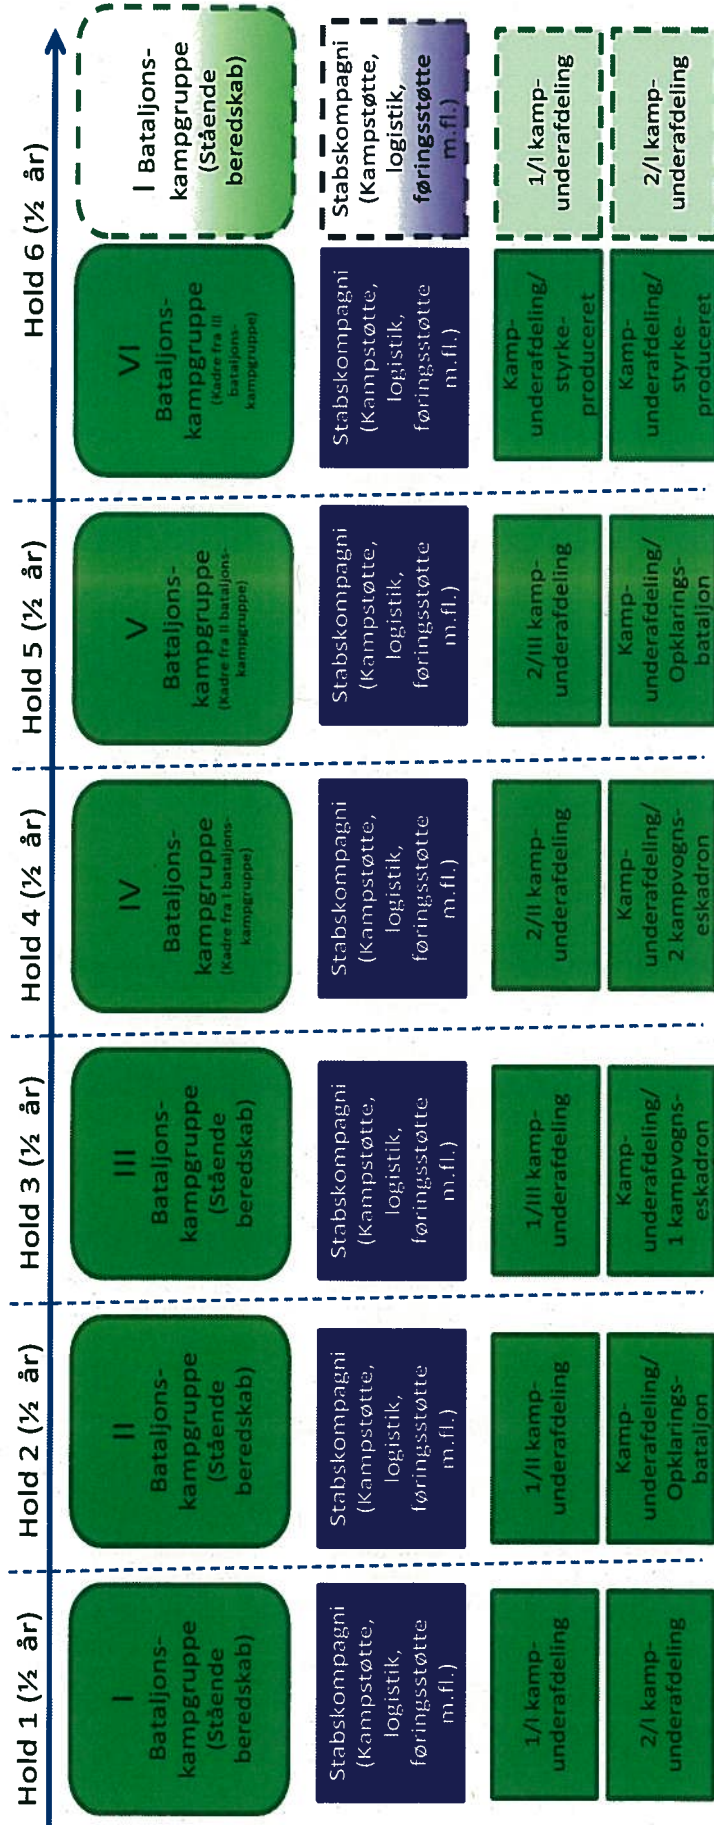 Hold 1 (½ år)
Hold 2 (½ år)
Hold 3 (½ år)
Hold 4 (½ år)
Hold 5 (½ år)
Hold 6 (½ år)
I
Bataljons-
kampgruppe
(Stående
beredskab)
II
Bataljons-
kampgruppe
(Stående
beredskab)
III
Bataljons-
kampgruppe
(Stående
beredskab)
IV
Bataljons-
kampgruppe
(Kadre fra I bataljons-
kampgruppe)
V
Bataljons-
kampgruppe
(Kadre fra II bataljons-
kampgruppe)
VI
Bataljons-
kampgruppe
(Kadre fra III
bataljons-
kampgruppe)
I Bataljons-
kampgruppe
(Stående
beredskab)
Stabskompagni
(Kampstøtte,
logistik,
føringsstøtte
m.fl.)
Stabskompagni
(Kampstøtte,
logistik,
føringsstøtte
m.fl.)
Stabskompagni
(Kampstøtte,
logistik,
føringsstøtte
m.fl.)
Stabskompagni
(Kampstøtte,
logistik,
føringsstøtte
m.fl.)
Stabskompagni
(Kampstøtte,
logistik,
føringsstøtte
m.fl.)
Stabskompagni
(Kampstøtte,
logistik,
føringsstøtte
m.fl.)
Stabskompagni
(Kampstøtte,
logistik,
føringsstøtte
m.fl.)
1/I kamp-
underafdeling
1/II kamp-
underafdeling
1/III kamp-
underafdeling
2/II kamp-
underafdeling
2/III kamp-
underafdeling
Kamp-
underafdeling/
styrke-
produceret
1/I kamp-
underafdeling
2/I kamp-
underafdeling
Kamp-
underafdeling/
Opklarings-
bataljon
Kamp-
underafdeling/
1 kampvogns-
eskadron
Kamp-
underafdeling/
2 kampvogns-
eskadron
Kamp-
underafdeling/
Opklarings-
bataljon
Kamp-
underafdeling/
styrke-
produceret
2/I kamp-
underafdeling